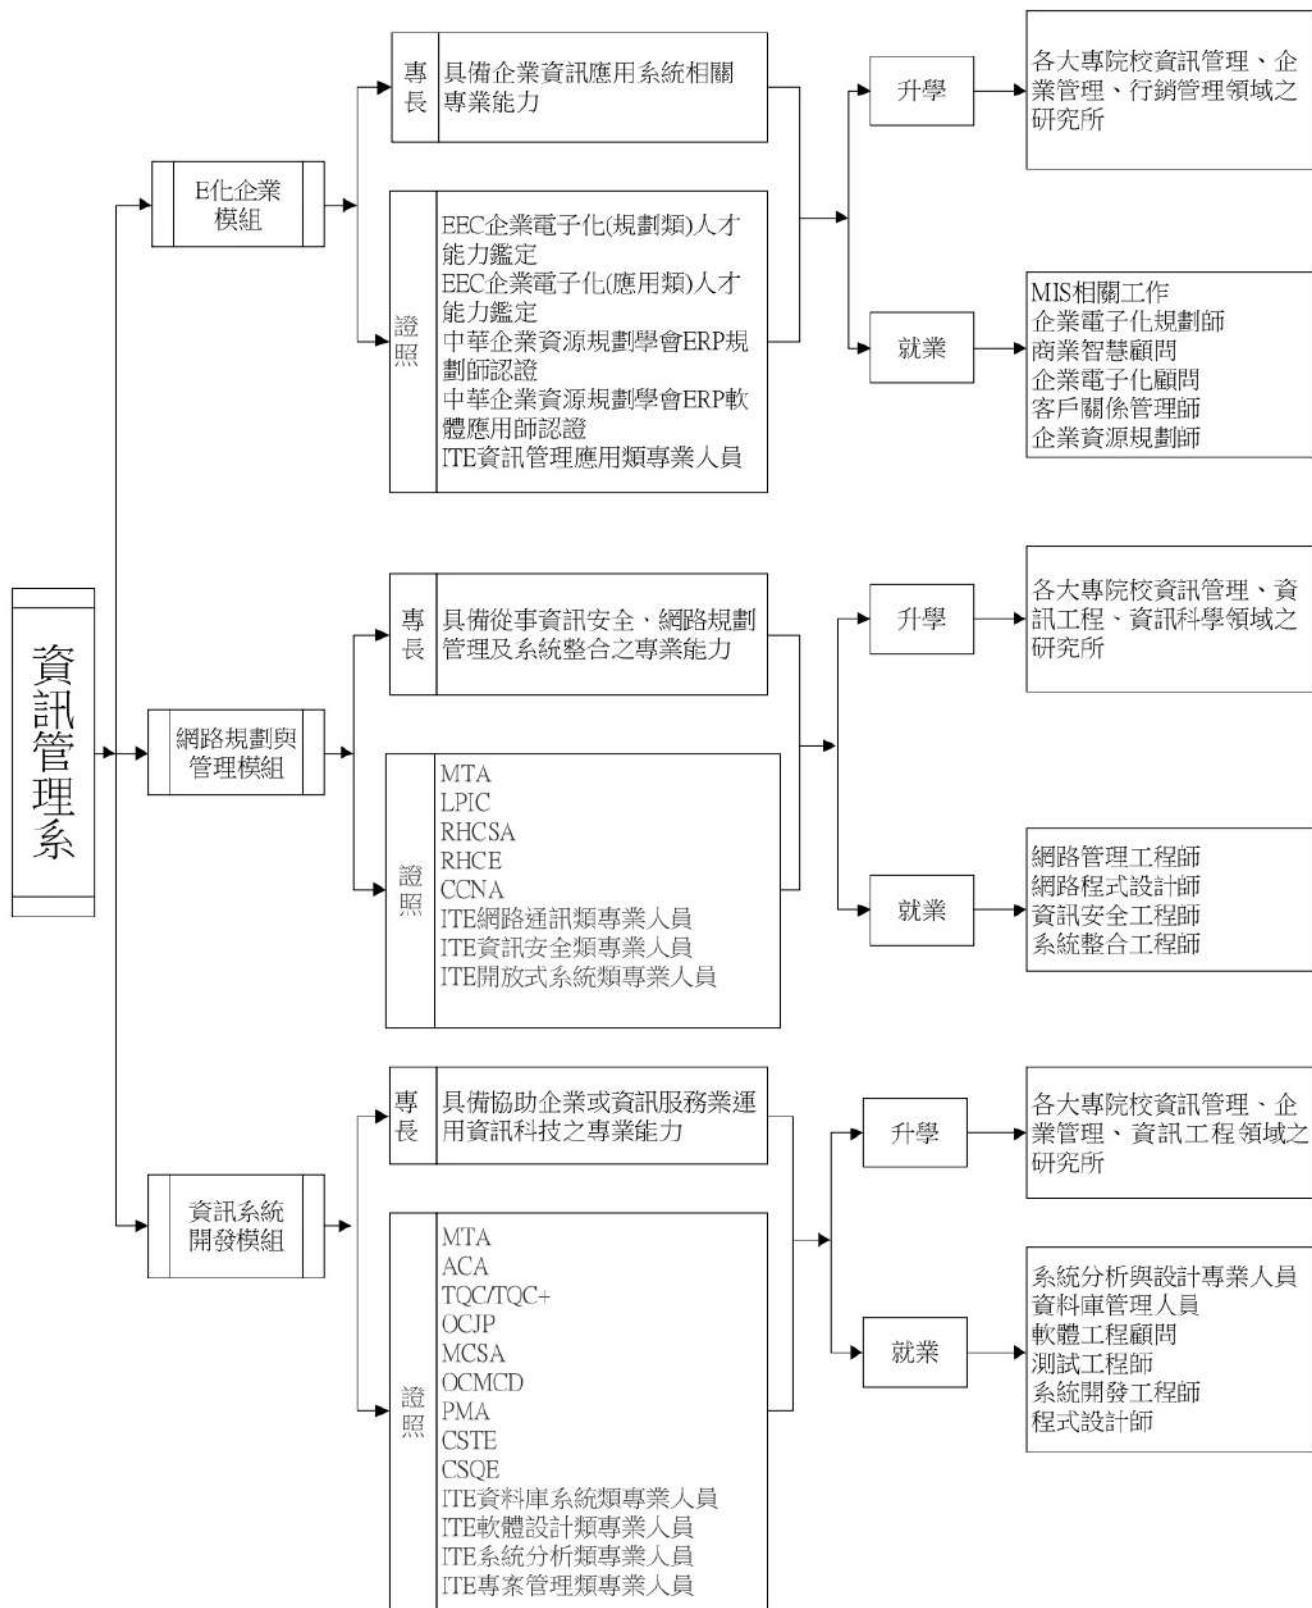 資訊管理系
E化企業
模組
專長
具備企業資訊應用系統相關
專業能力
證照
EEC企業電子化(規劃類)人才
能力鑑定
EEC企業電子化(應用類)人才
能力鑑定
中華企業資源規劃學會ERP規
劃師認證
中華企業資源規劃學會ERP軟
體應用師認證
ITE資訊管理應用類專業人員
升學
各大專院校資訊管理、企
業管理、行銷管理領域之
研究所
就業
MIS相關工作
企業電子化規劃師
商業智慧顧問
企業電子化顧問
客戶關係管理師
企業資源規劃師
網路規劃與
管理模組
專長
具備從事資訊安全、網路規劃
管理及系統整合之專業能力
證照
MTA
LPIC
RHCSA
RHCE
CCNA
ITE網路通訊類專業人員
ITE資訊安全類專業人員
ITE開放式系統類專業人員
升學
各大專院校資訊管理、資
訊工程、資訊科學領域之
研究所
就業
網路管理工程師
網路程式設計師
資訊安全工程師
系統整合工程師
資訊系統
開發模組
專長
具備協助企業或資訊服務業運
用資訊科技之專業能力
證照
MTA
ACA
TQC/TQC+
OCJP
MCSA
OCMCD
PMA
CSTE
CSQE
ITE資料庫系統類專業人員
ITE軟體設計類專業人員
ITE系統分析類專業人員
ITE專案管理類專業人員
升學
各大專院校資訊管理、企
業管理、資訊工程領域之
研究所
就業
系統分析與設計專業人員
資料庫管理人員
軟體工程顧問
測試工程師
系統開發工程師
程式設計師